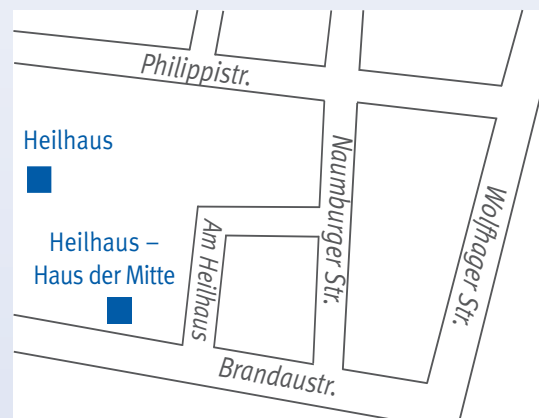 Philippistr.
Heilhaus
Naumburger Str.
Wolfhager Str.
Am Heilhaus
Heilhaus –
Haus der Mitte
Brandaustr.